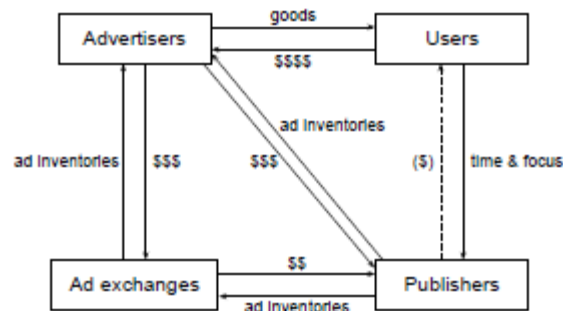 goods
Advertisers
Users
$$$$
ad inventories
ad inventories
$$$
$$$
($)
time & focus
$$
Ad exchanges
Publishers
ad inventories